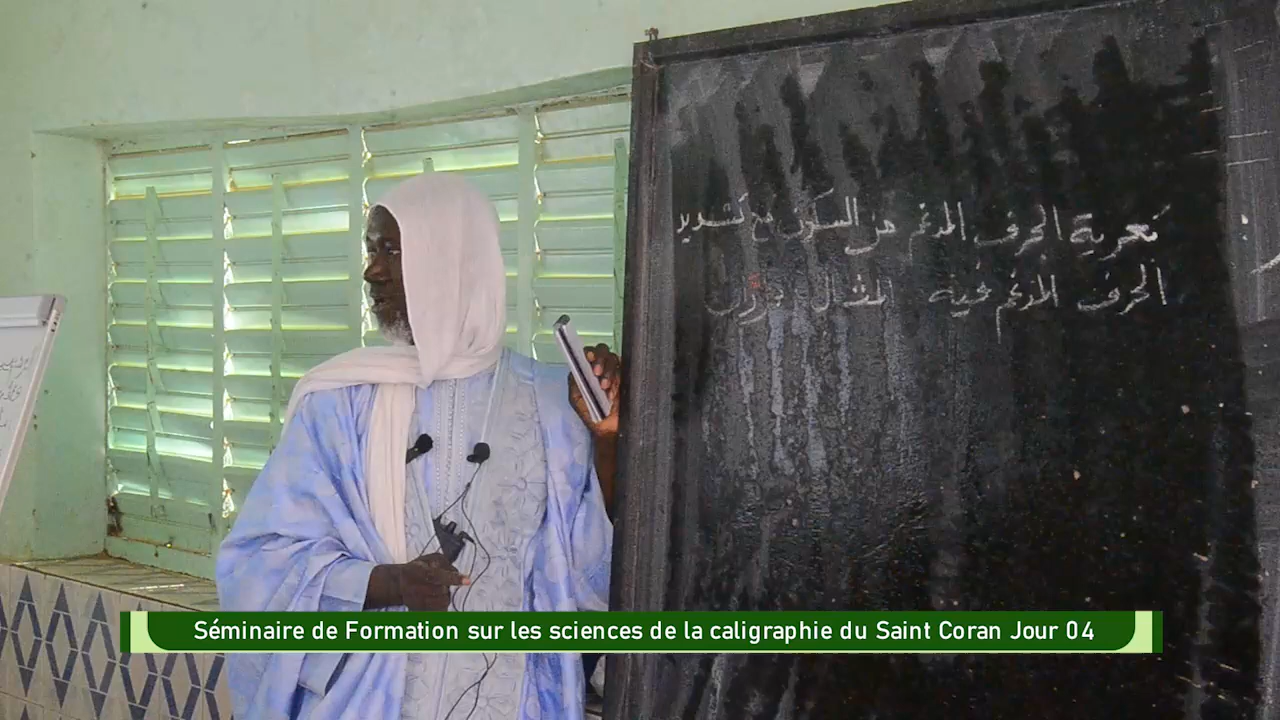 تعرية الحرف المدغم من السكون مع تشديد
الحرف المدغم فيه المثال
Séminaire de Formation sur les sciences de la caligraphie du Saint Coran Jour 04